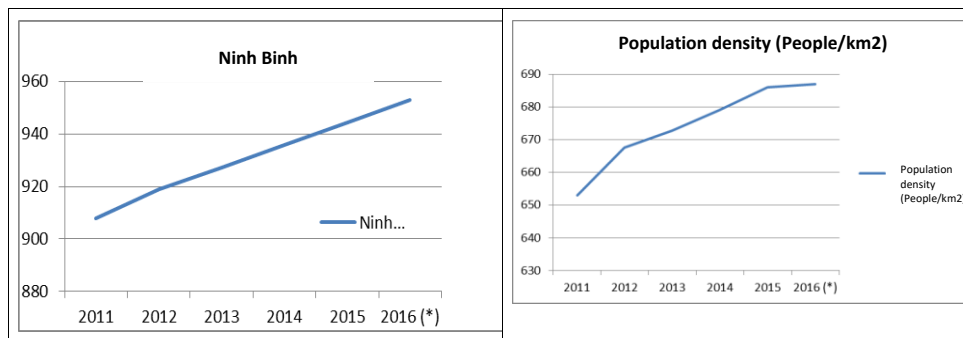 Ninh Binh
960
940
920
900
880
Ninh...
2011 2012 2013 2014 2015 2016 (*)
Population density (People/km2)
690
680
670
660
650
640
630
2011 2012 2013 2014 2015 2016 (*)
Population
density
(People/km2)